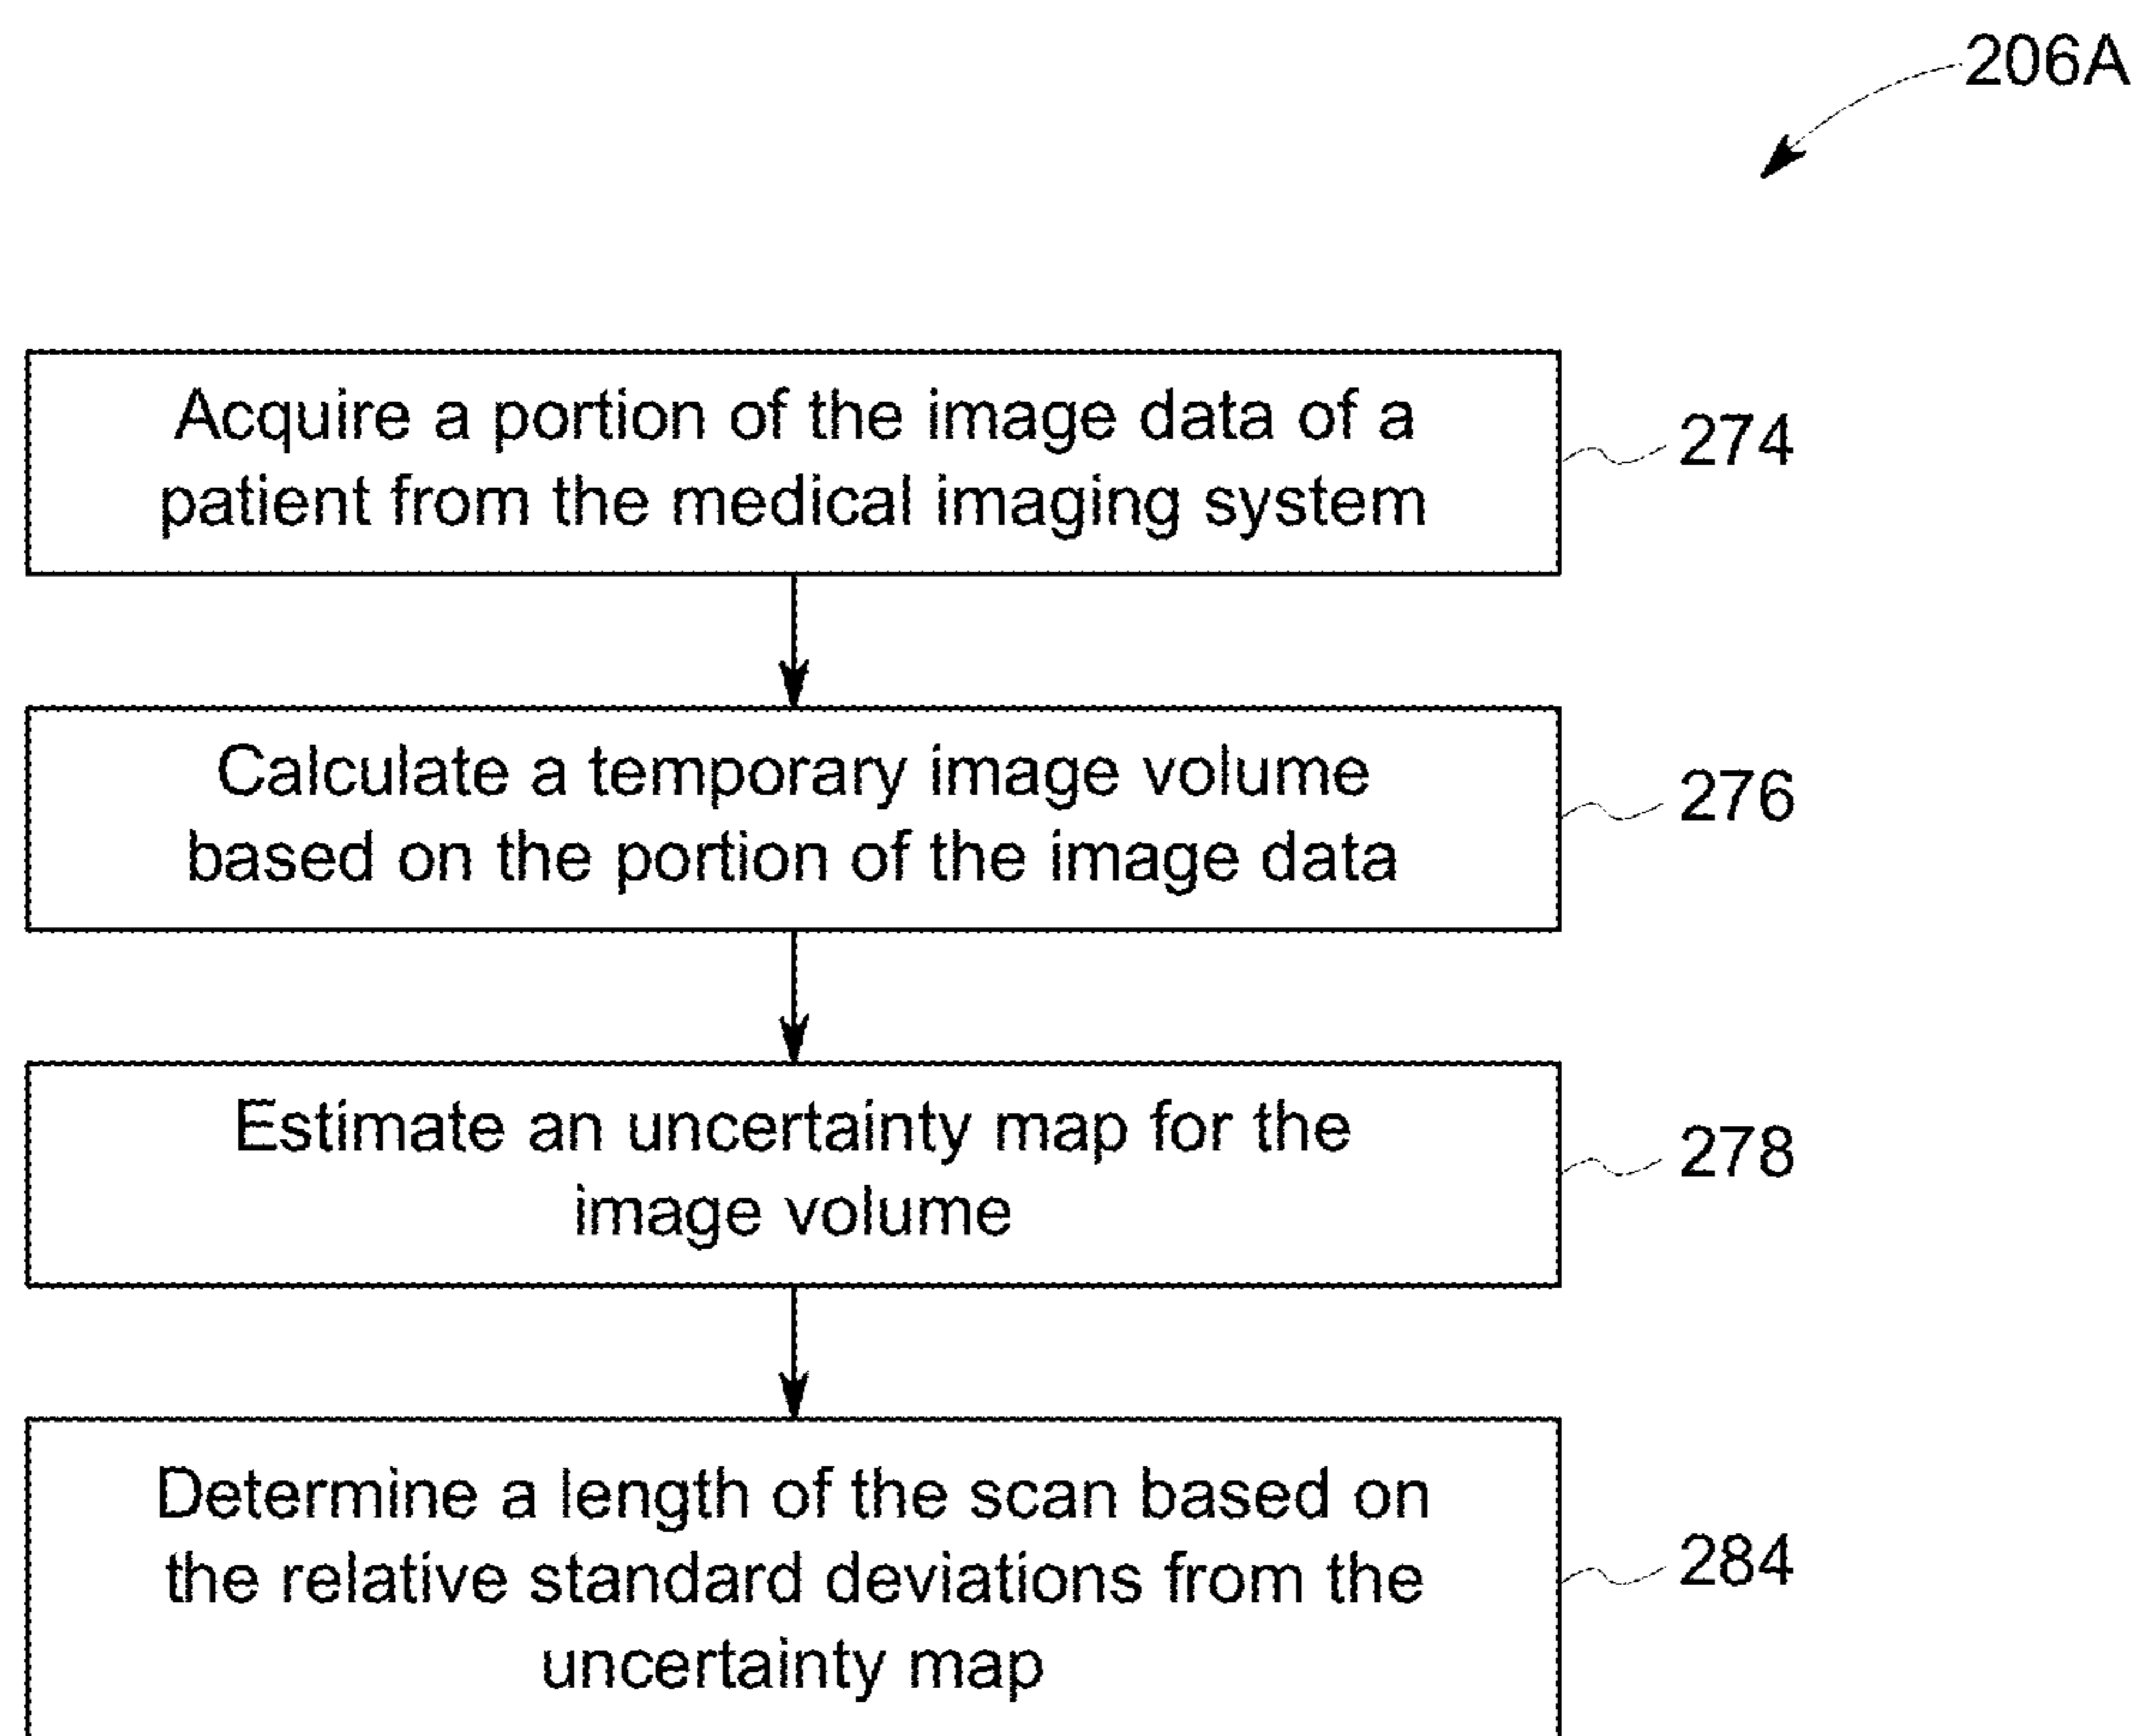 206A
Acquire a portion of the image data of a
patient from the medical imaging system
274
Calculate a temporary image volume
based on the portion of the image data
276
Estimate an uncertainty map for the
image volume
278
Determine a length of the scan based on
the relative standard deviations from the
uncertainty map
284